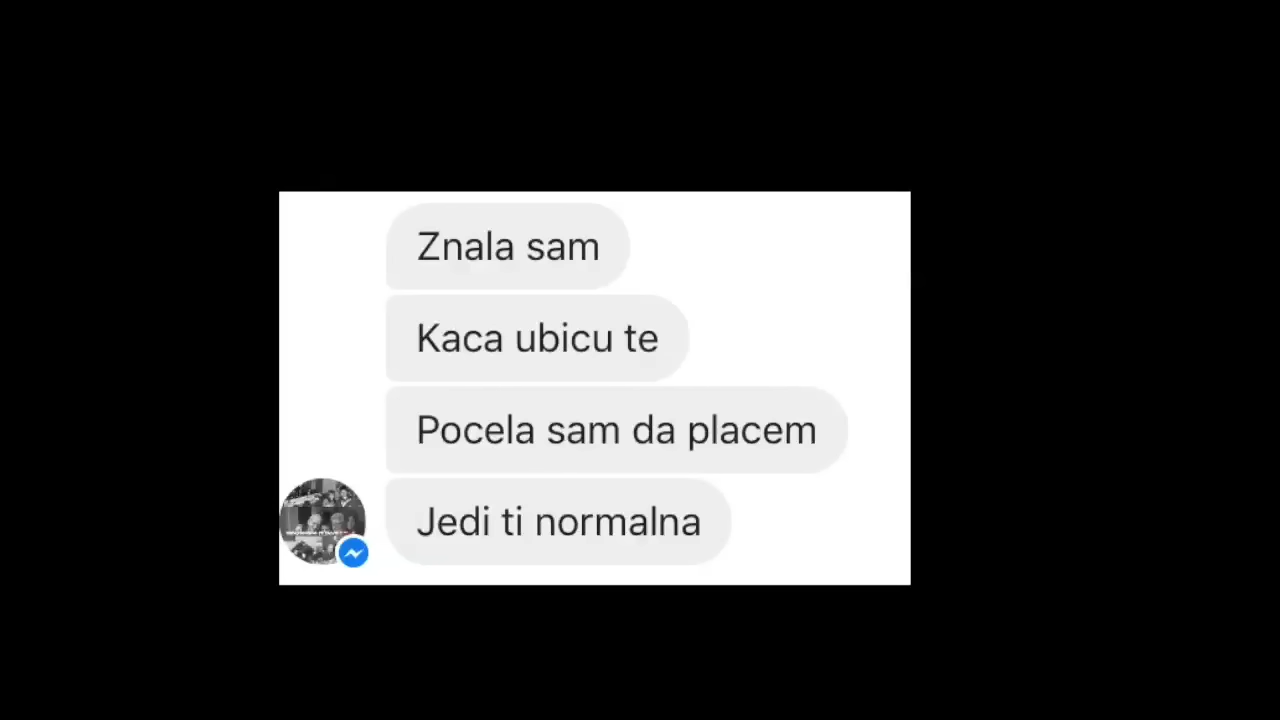 Znala sam
Kaca ubicu te
Pocela sam da placem
Jedi ti normalna